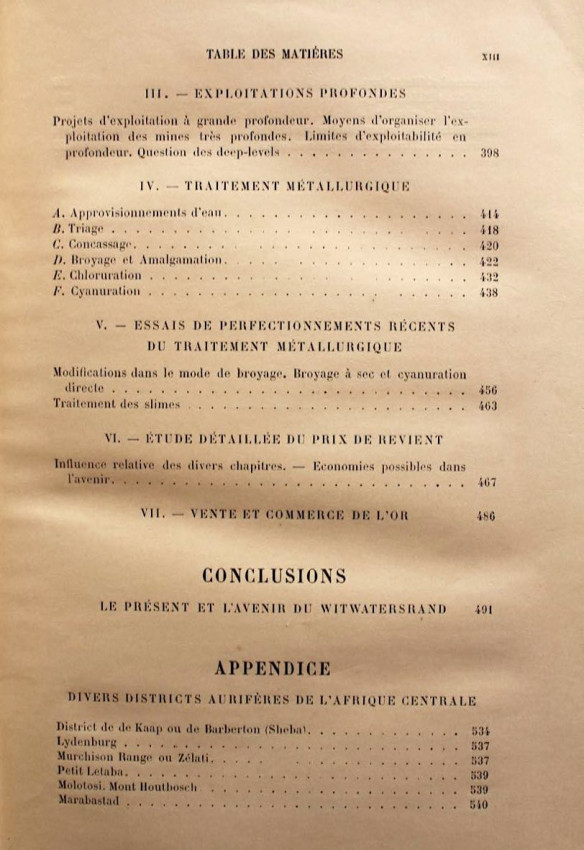 TABLE DES MATIÈRES XIII
III. — EXPLOITATIONS PROFONDES
Projets d'exploitation à grande profondeur. Moyens d'organiser l'ex-
ploitation des mines très profondes. Limites d'exploitabilité en
profondeur. Question des deep-levels . . . . . . . . . . . . . . . 398
IV. — TRAITEMENT MÉTALLURGIQUE
A. Approvisionnements d'eau. . . . . . . . . . . . . . . . . . 414
B. Triage . . . . . . . . . . . . . . . . . . . . . . . . 418
C. Concassage. . . . . . . . . . . . . . . . . . . . . . . 420
D. Broyage et Amalgamation. . . . . . . . . . . . . . . . . . 422
E. Chloruration . . . . . . . . . . . . . . . . . . . . . . 432
F. Cyanuration . . . . . . . . . . . . . . . . . . . . . . 438
V. — ESSAIS DE PERFECTIONNEMENTS RÉCENTS
DU TRAITEMENT MÉTALLURGIQUE
Modifications dans le mode de broyage. Broyage à sec et cyanuration
directe . . . . . . . . . . . . . . . . . . . . . . . . 456
Traitement des slimes . . . . . . . . . . . . . . . . . . . 463
VI. — ÉTUDE DÉTAILLÉE DU PRIX DE REVIENT
Influence relative des divers chapitres. — Economies possibles dans
l'avenir. . . . . . . . . . . . . . . . . . . . . . . . 467
VII. — VENTE ET COMMERCE DE L'OR 486
CONCLUSIONS
LE PRÉSENT ET L'AVENIR DU WITWATERSRAND 491
APPENDICE
DIVERS DISTRICTS AURIFÈRES DE L'AFRIQUE CENTRALE
District de de Kaap ou de Barberton (Sheba). . . . . . . . . . . . 534
Lydenburg . . . . . . . . . . . . . . . . . . . . . . . 537
Murchison Range ou Zélati. . . . . . . . . . . . . . . . . . 537
Petit Letaba. . . . . . . . . . . . . . . . . . . . . . . 539
Molotosi. Mont Houtbosch . . . . . . . . . . . . . . . . . . 539
Marabastad . . . . . . . . . . . . . . . . . . . . . . . 540